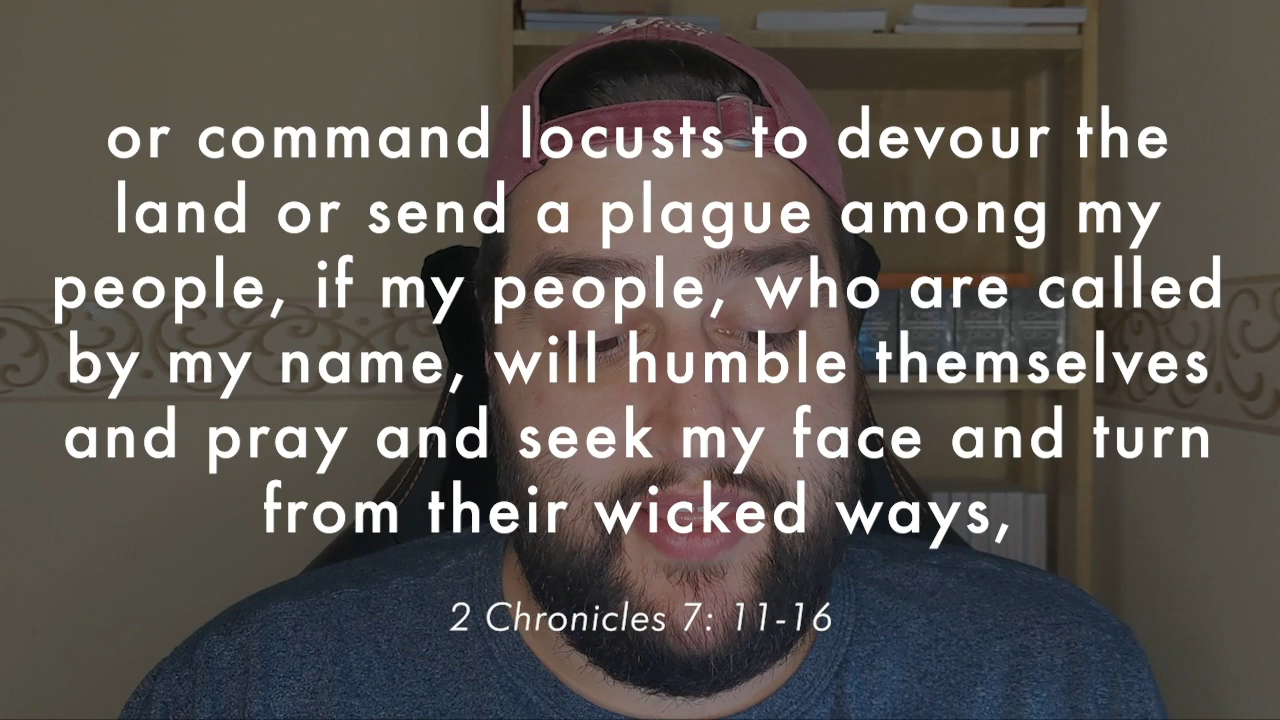 or command locusts to devour the
land or send a plague among my
people, if my people, who are called
by my name, will humble themselves
and pray and seek my face and turn
from their wicked ways,
2 Chronicles 7: 11-16